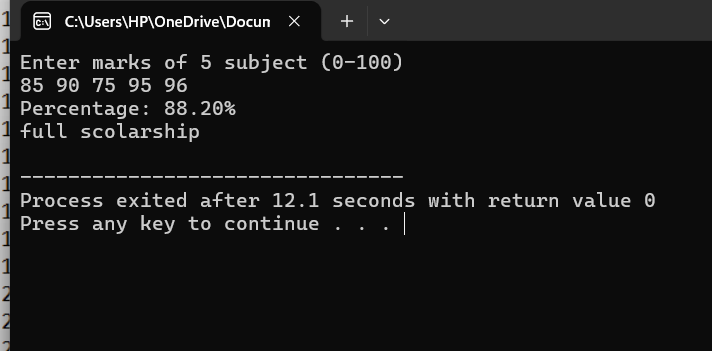 C:\Users\HP\OneDrive\Docun
Enter marks of 5 subject (0-100)
85 90 75 95 96
Percentage: 88.20%
full scolarship
--------------------------------
Process exited after 12.1 seconds with return value 0
Press any key to continue . . .